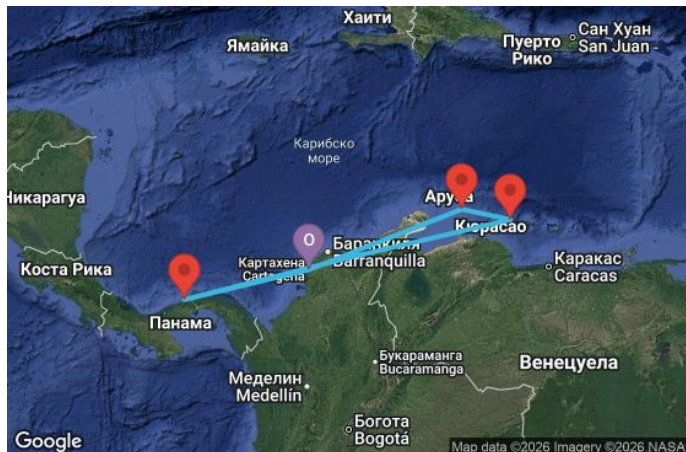 Хаити
Сан Хуан
San Juan
Ямайка
Пуерто
Рико
Карибско
море
Никарагуа
Аруба
Кюрасао
O
Баранкиля
Barranquilla
Картахена
Cartagena
Коста Рика
Каракас
Caracas
Панама
Букараманга
Bucaramanga
Венецуела
Меделин
Medellín
Богота
Bogotá
Google
Map data ©2026 Imagery ©2026 NASA